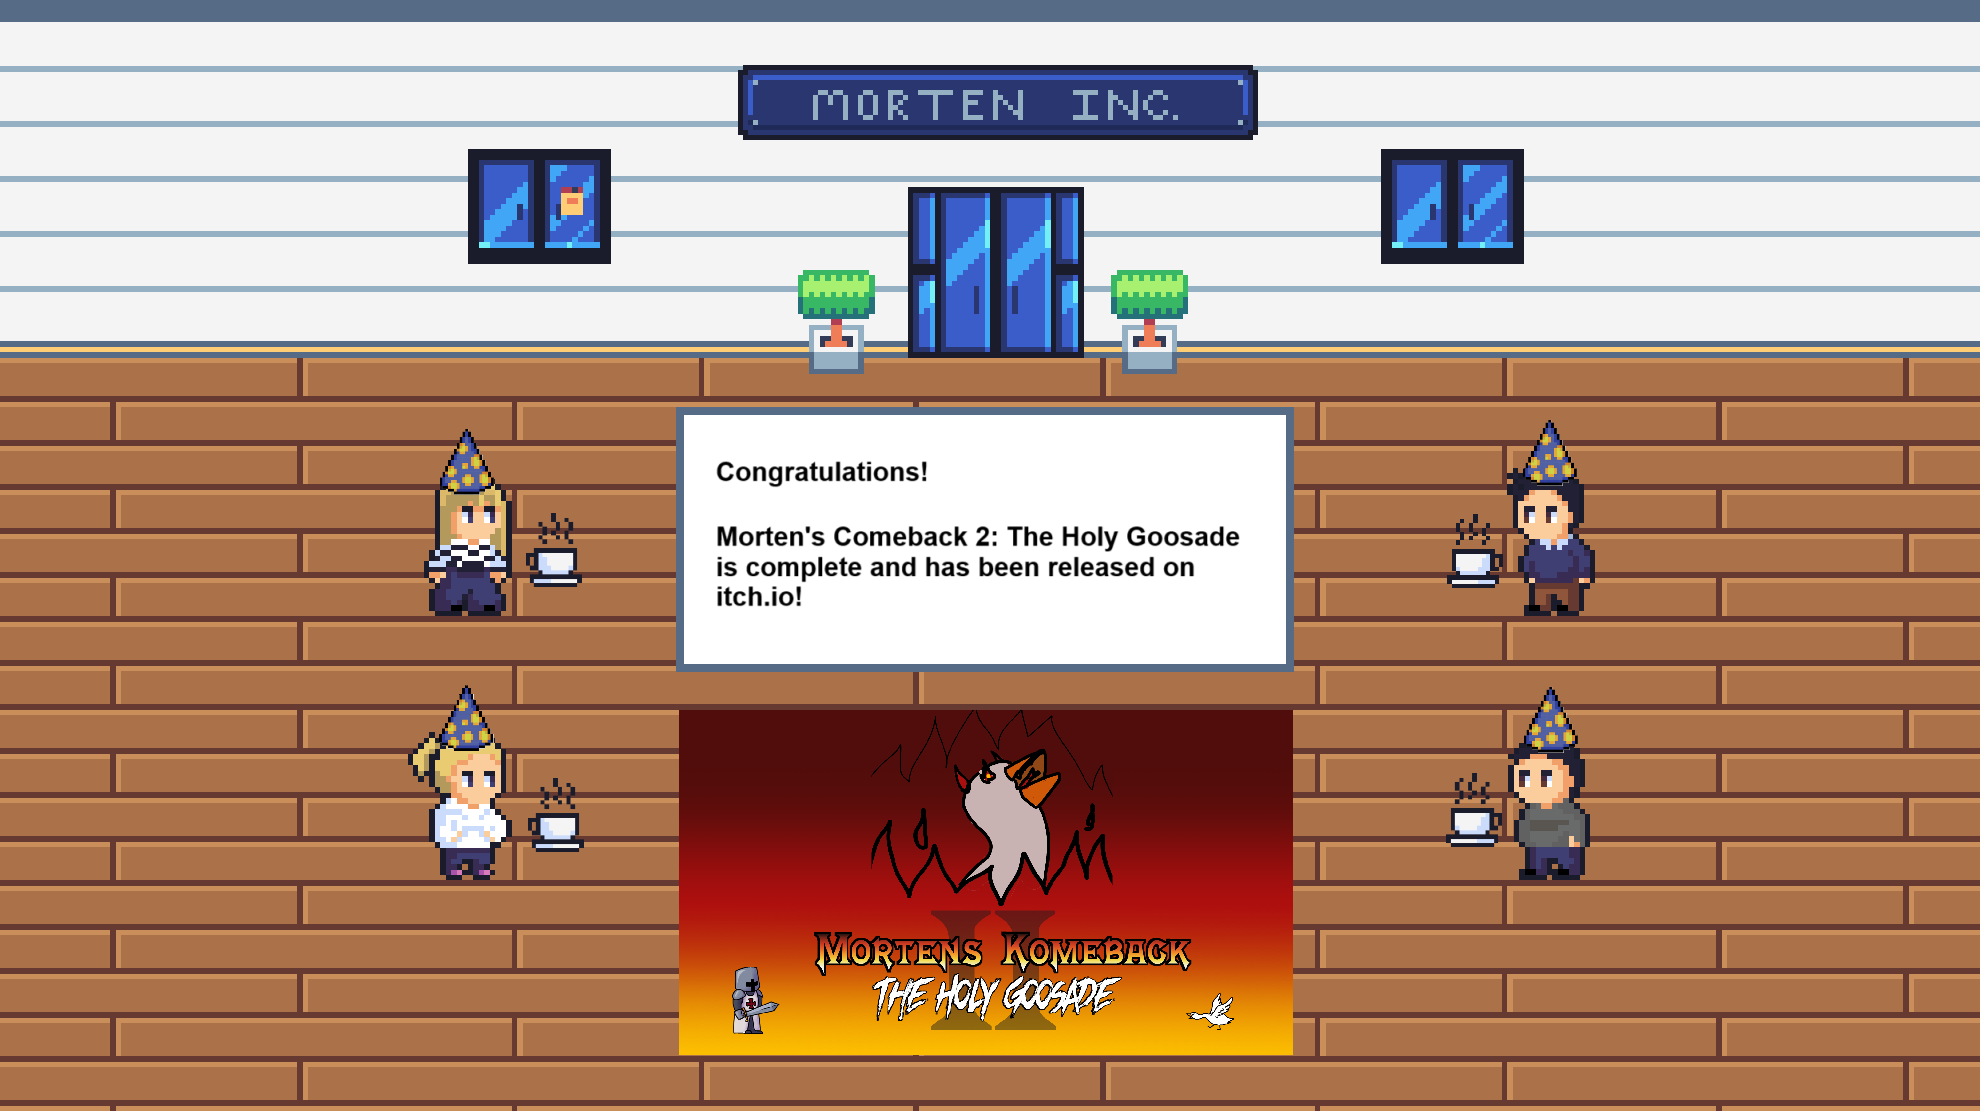 MORTEN INC.
Congratulations!
Morten's Comeback 2: The Holy Goosade
is complete and has been released on
itch.io!
II
MORTENS KOMEBACK
THE HOLY GOOSADE